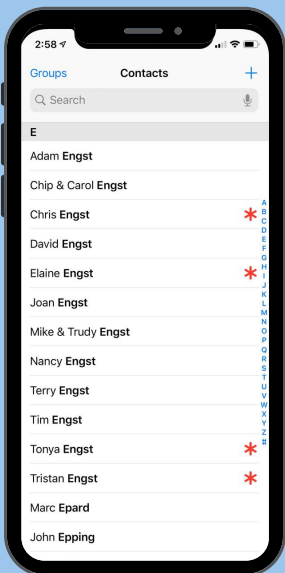 2:58
Groups Contacts +
Search
E
Adam Engst
Chip & Carol Engst
Chris Engst *
David Engst
Elaine Engst *
Joan Engst
Mike & Trudy Engst
Nancy Engst
Terry Engst
Tim Engst
Tonya Engst *
Tristan Engst *
Marc Epard
John Epping
A
B
C
D
E
F
G
H
I
J
K
L
M
N
O
P
Q
R
S
T
U
V
W
X
Y
Z
#